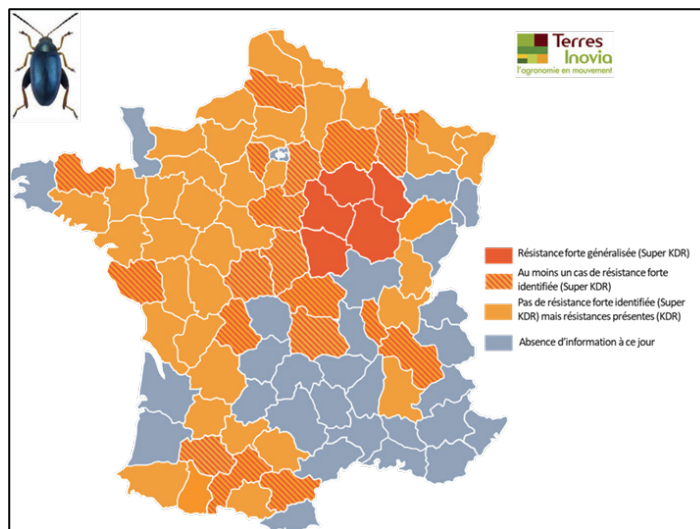 Terres
Inovia
l'agronomie en mouvement
Résistance forte généralisée (Super KDR)
Au moins un cas de résistance forte
identifiée (Super KDR)
Pas de résistance forte identifiée (Super
KDR) mais résistances présentes (KDR)
Absence d'information à ce jour